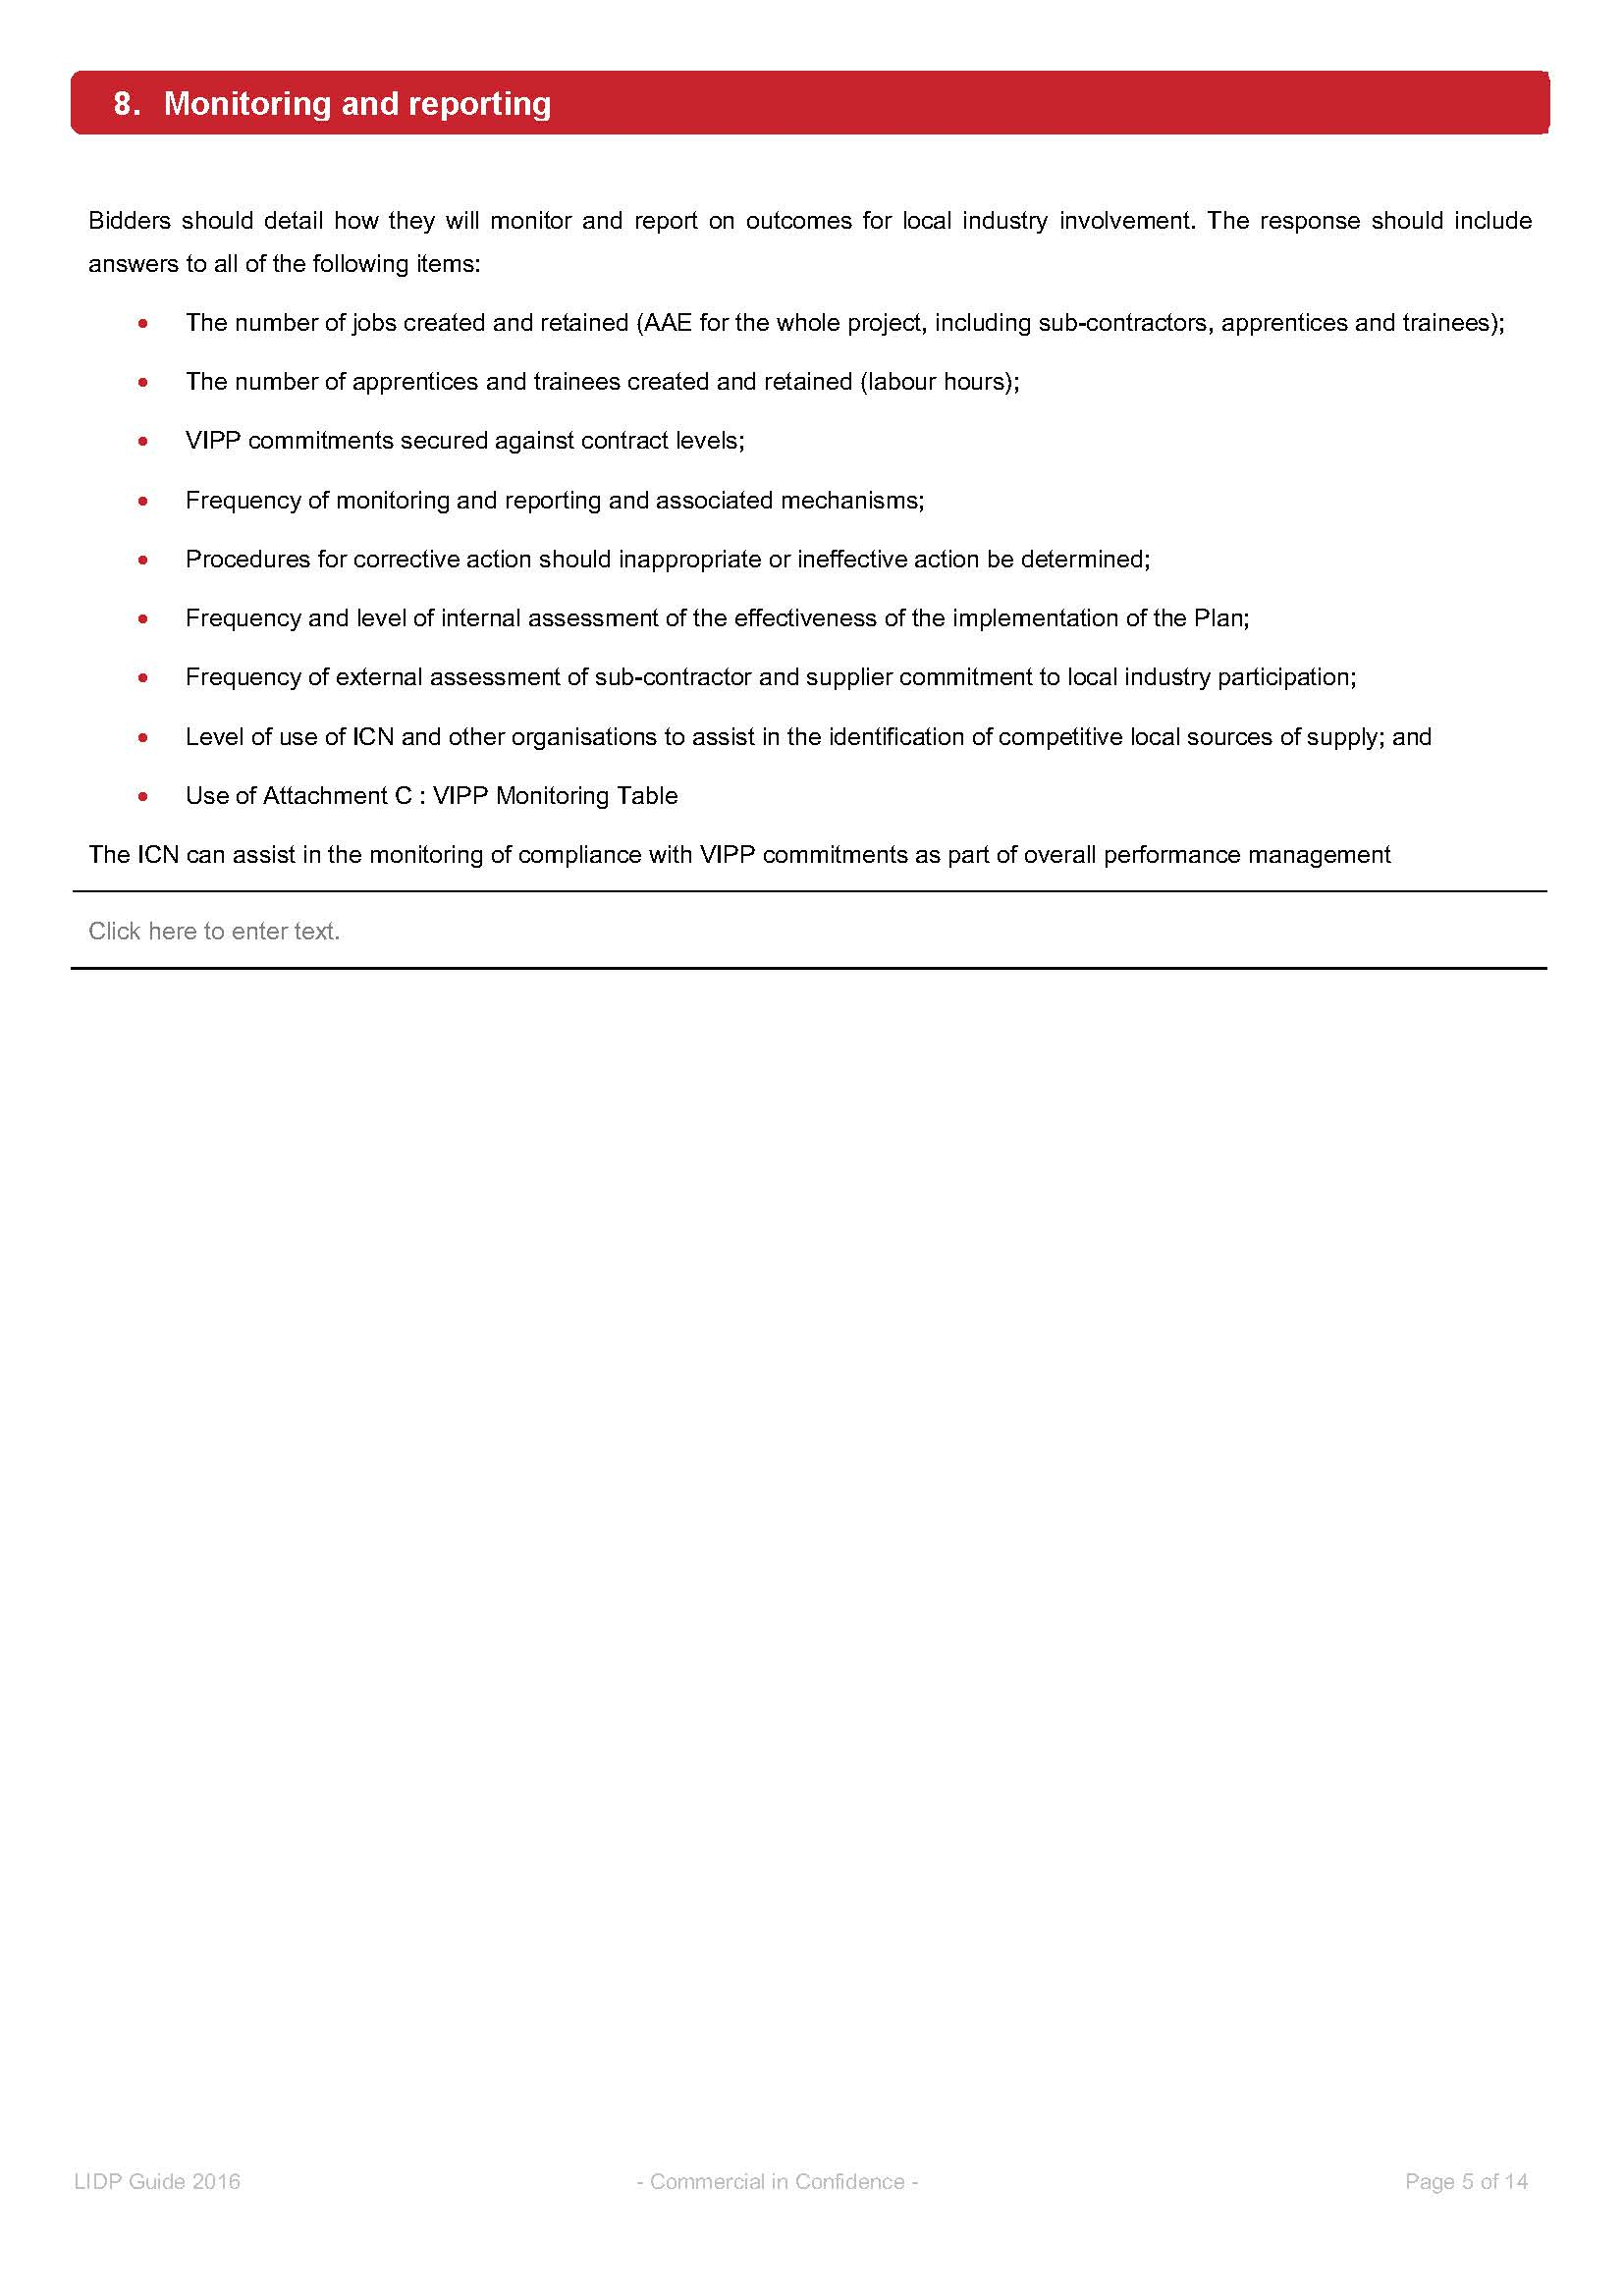 8. Monitoring and reporting
Bidders should detail how they will monitor and report on outcomes for local industry involvement. The response should include
answers to all of the following items:
• The number of jobs created and retained (AAE for the whole project, including sub-contractors, apprentices and trainees);
• The number of apprentices and trainees created and retained (labour hours);
• VIPP commitments secured against contract levels;
• Frequency of monitoring and reporting and associated mechanisms;
• Procedures for corrective action should inappropriate or ineffective action be determined;
• Frequency and level of internal assessment of the effectiveness of the implementation of the Plan;
• Frequency of external assessment of sub-contractor and supplier commitment to local industry participation;
• Level of use of ICN and other organisations to assist in the identification of competitive local sources of supply; and
• Use of Attachment C : VIPP Monitoring Table
The ICN can assist in the monitoring of compliance with VIPP commitments as part of overall performance management
Click here to enter text.
LIDP Guide 2016 - Commercial in Confidence - Page 5 of 14